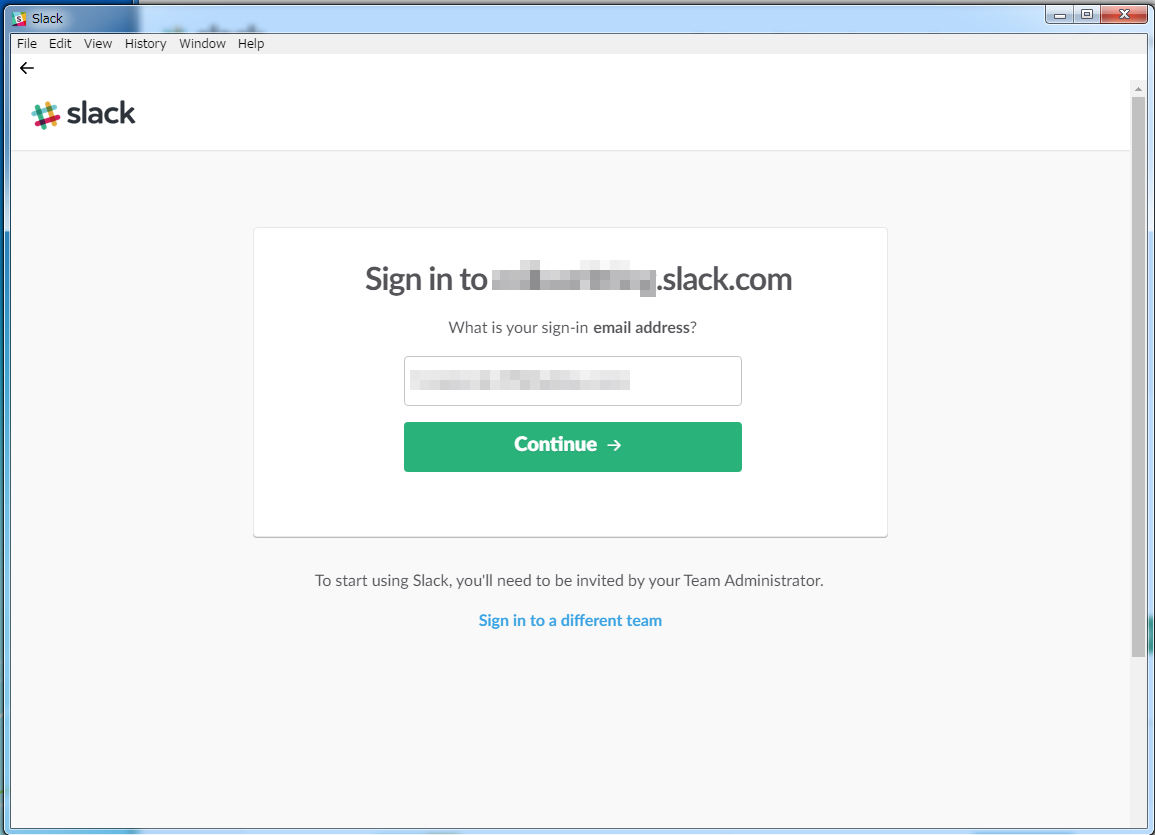 Slack
File Edit View History Window Help
slack
Sign in to .slack.com
What is your sign-in email address?
Continue →
To start using Slack, you'll need to be invited by your Team Administrator.
Sign in to a different team